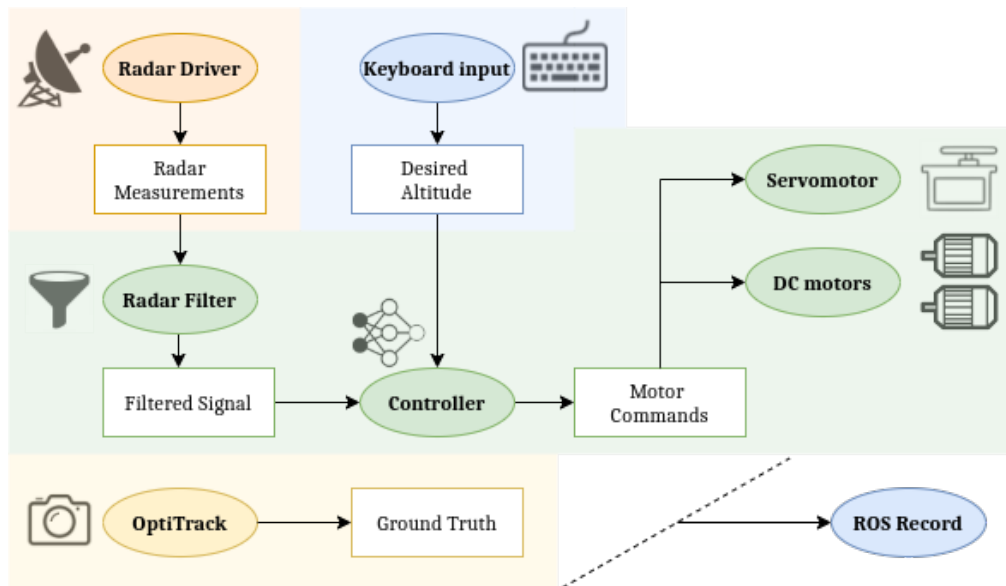 Radar Driver
Keyboard input
Radar
Measurements
Desired
Altitude
Servomotor
Radar Filter
DC motors
Filtered Signal
Controller
Motor
Commands
OptiTrack
Ground Truth
ROS Record